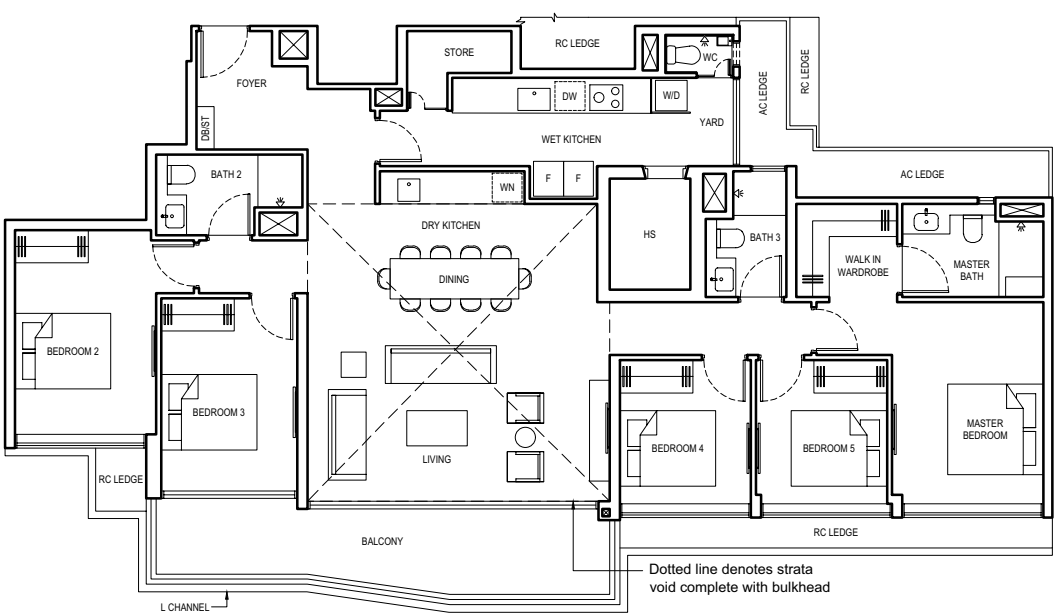 RC LEDGE
STORE
WC
FOYER
RC LEDGE
AC LEDGE
DW
W/D
DB/ST
YARD
WET KITCHEN
BATH 2
F
F
AC LEDGE
WN
DRY KITCHEN
HS
BATH 3
WALK IN
WARDROBE
MASTER
BATH
DINING
BEDROOM 2
BEDROOM 3
LIVING
BEDROOM 4
BEDROOM 5
MASTER
BEDROOM
RC LEDGE
RC LEDGE
BALCONY
Dotted line denotes strata
void complete with bulkhead
L CHANNEL